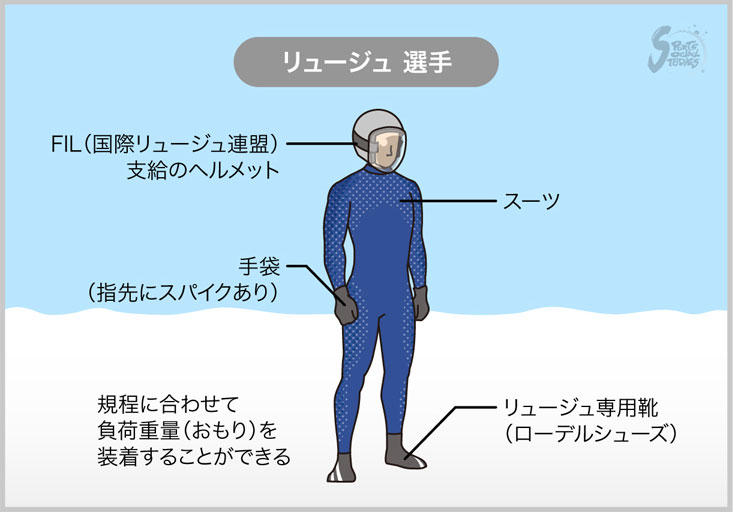 リュージュ 選手
SPORTS SOCIAL STUDIES
FIL（国際リュージュ連盟）
支給のヘルメット
スーツ
手袋
（指先にスパイクあり）
規程に合わせて
負荷重量（おもり）を
装着することができる
リュージュ専用靴
（ローデルシューズ）